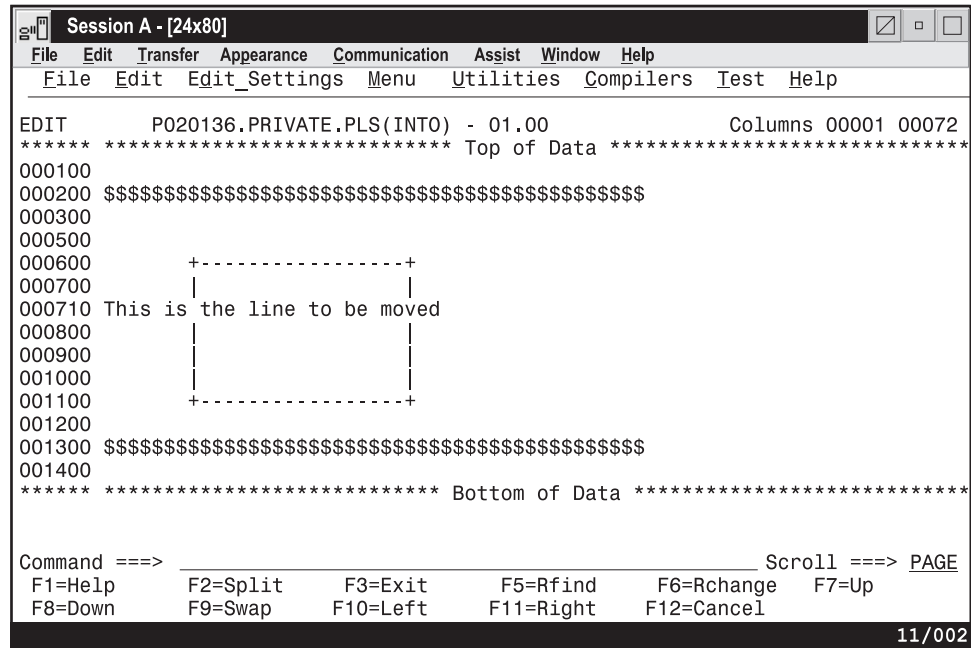 Session A - [24x80]
File Edit Transfer Appearance Communication Assist Window Help
File Edit Edit_Settings Menu Utilities Compilers Test Help
EDIT PO20136.PRIVATE.PLS(INTO) - 01.00 Columns 00001 00072
****** ***************************** Top of Data ******************************
000100
000200 $$$$$$$$$$$$$$$$$$$$$$$$$$$$$$$$$$$$$$$$$$$$$
000300
000500
000600 +-----------------+
000700 | |
000710 This is the line to be moved
000800 | |
000900 | |
001000 | |
001100 +-----------------+
001200
001300 $$$$$$$$$$$$$$$$$$$$$$$$$$$$$$$$$$$$$$$$$$$$$
001400
****** **************************** Bottom of Data ****************************
Command ===> Scroll ===> PAGE
F1=Help F2=Split F3=Exit F5=Rfind F6=Rchange F7=Up
F8=Down F9=Swap F10=Left F11=Right F12=Cancel
11/002